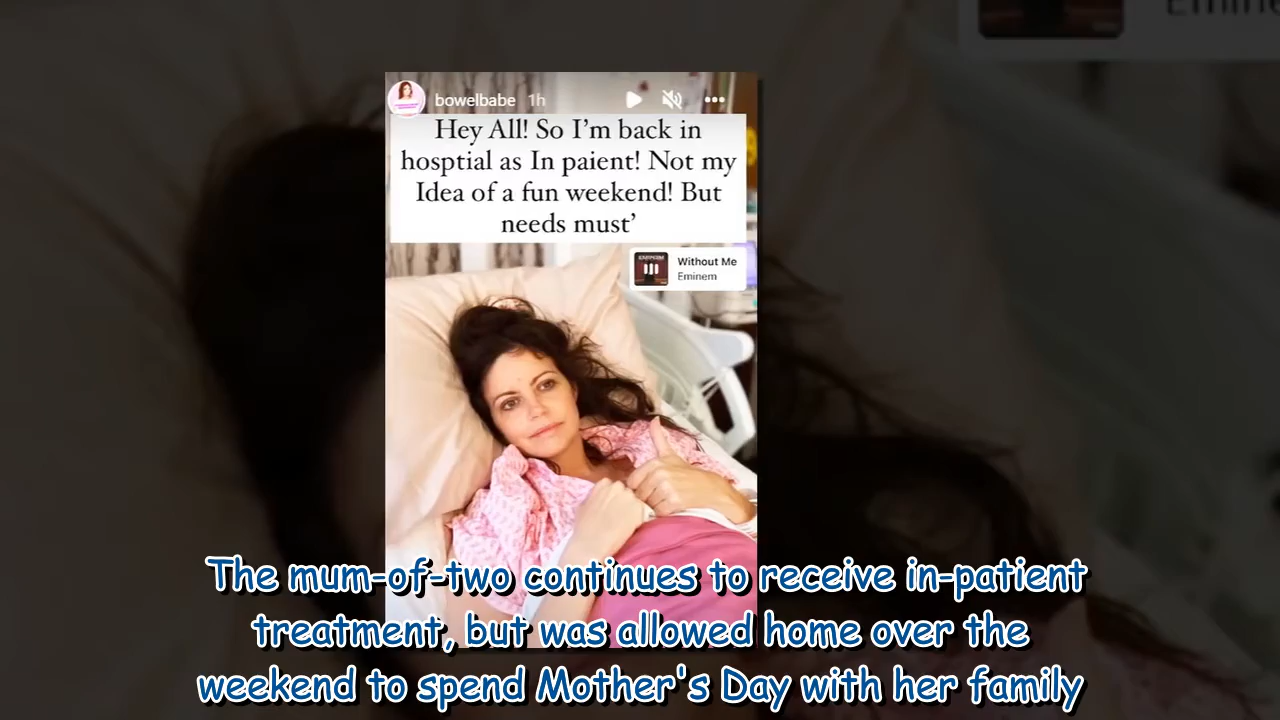 Emine
bowelbabe 1h
Hey All! So I'm back in
hosptial as In paient! Not my
Idea of a fun weekend! But
needs must'
Without Me
Eminem
The mum-of-two continues to receive in-patient
treatment, but was allowed home over the
weekend to spend Mother's Day with her family